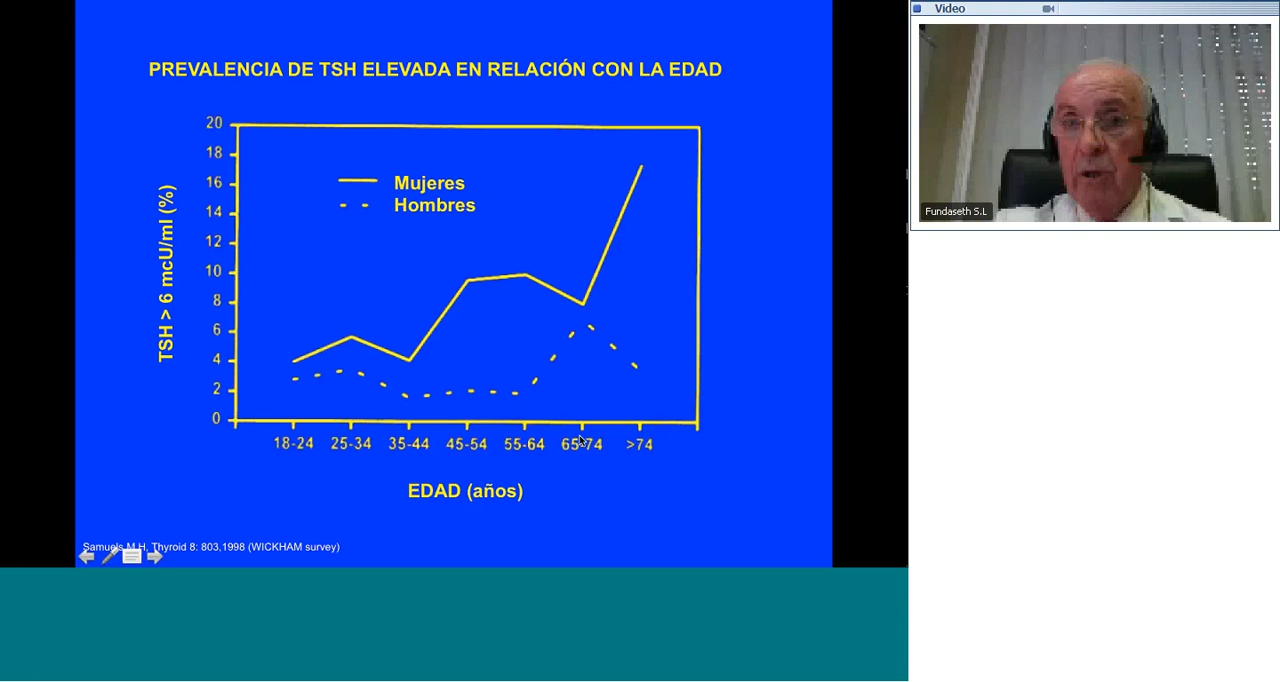 PREVALENCIA DE TSH ELEVADA EN RELACIÓN CON LA EDAD
TSH > 6 mcU/ml (%)
20
18
16
14
12
10
8
6
4
2
0
Mujeres
Hombres
18-24 25-34 35-44 45-54 55-64 65-74 >74
EDAD (años)
Samuels M.H, Thyroid 8: 803,1998 (WICKHAM survey)
Video
Fundaseth S.L